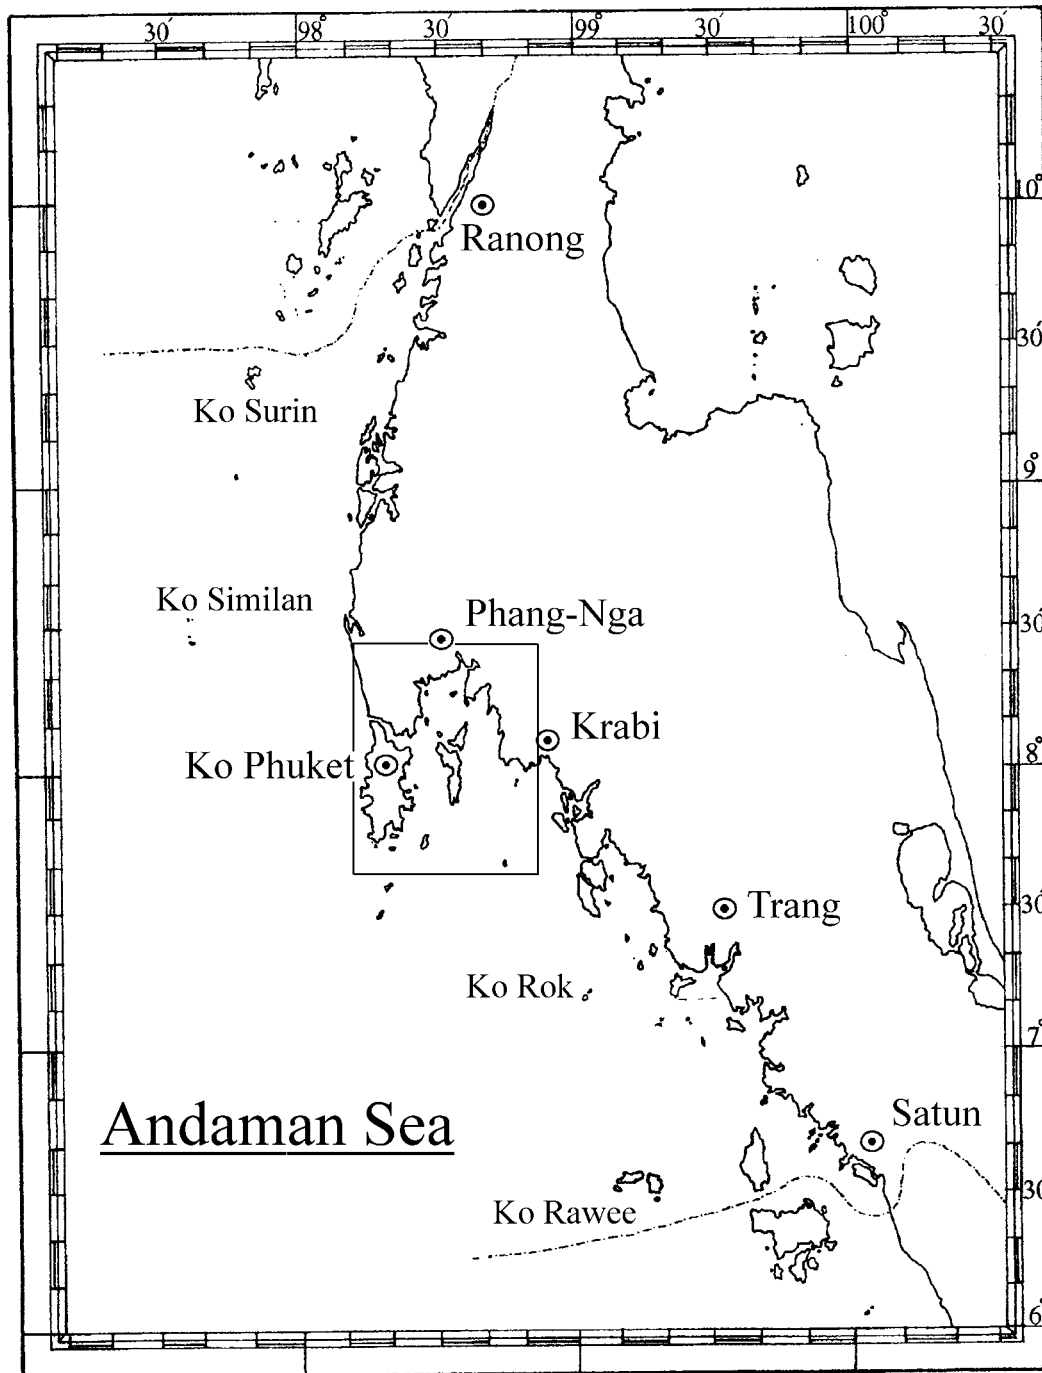 30′ 98° 30′ 99° 30′ 100° 30′
10°
Ranong
30′
Ko Surin
9°
Ko Similan
Phang-Nga
30′
Krabi
Ko Phuket
8°
Trang
30′
Ko Rok
7°
Andaman Sea
Satun
30′
Ko Rawee
6°